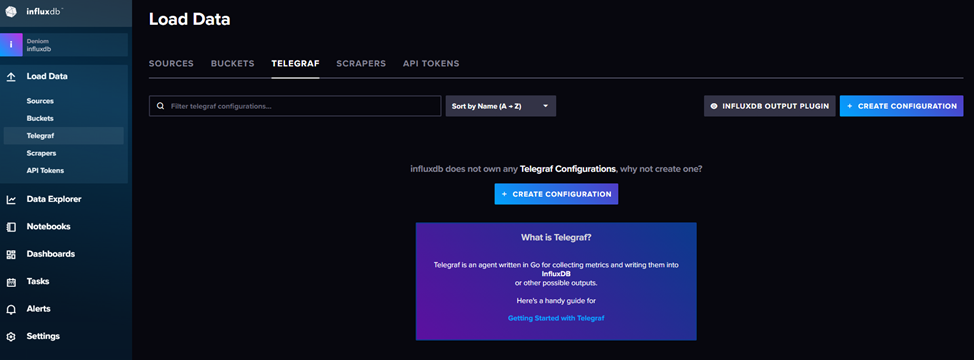 influxdb™
i
Deniom
influxdb
Load Data
Sources
Buckets
Telegraf
Scrapers
API Tokens
Data Explorer
Notebooks
Dashboards
Tasks
Alerts
Settings
Load Data
SOURCES BUCKETS TELEGRAF SCRAPERS API TOKENS
Filter telegraf configurations...
Sort by Name (A → Z)
INFLUXDB OUTPUT PLUGIN
+ CREATE CONFIGURATION
influxdb does not own any Telegraf Configurations, why not create one?
+ CREATE CONFIGURATION
What is Telegraf?
Telegraf is an agent written in Go for collecting metrics and writing them into
InfluxDB
or other possible outputs.
Here's a handy guide for
Getting Started with Telegraf